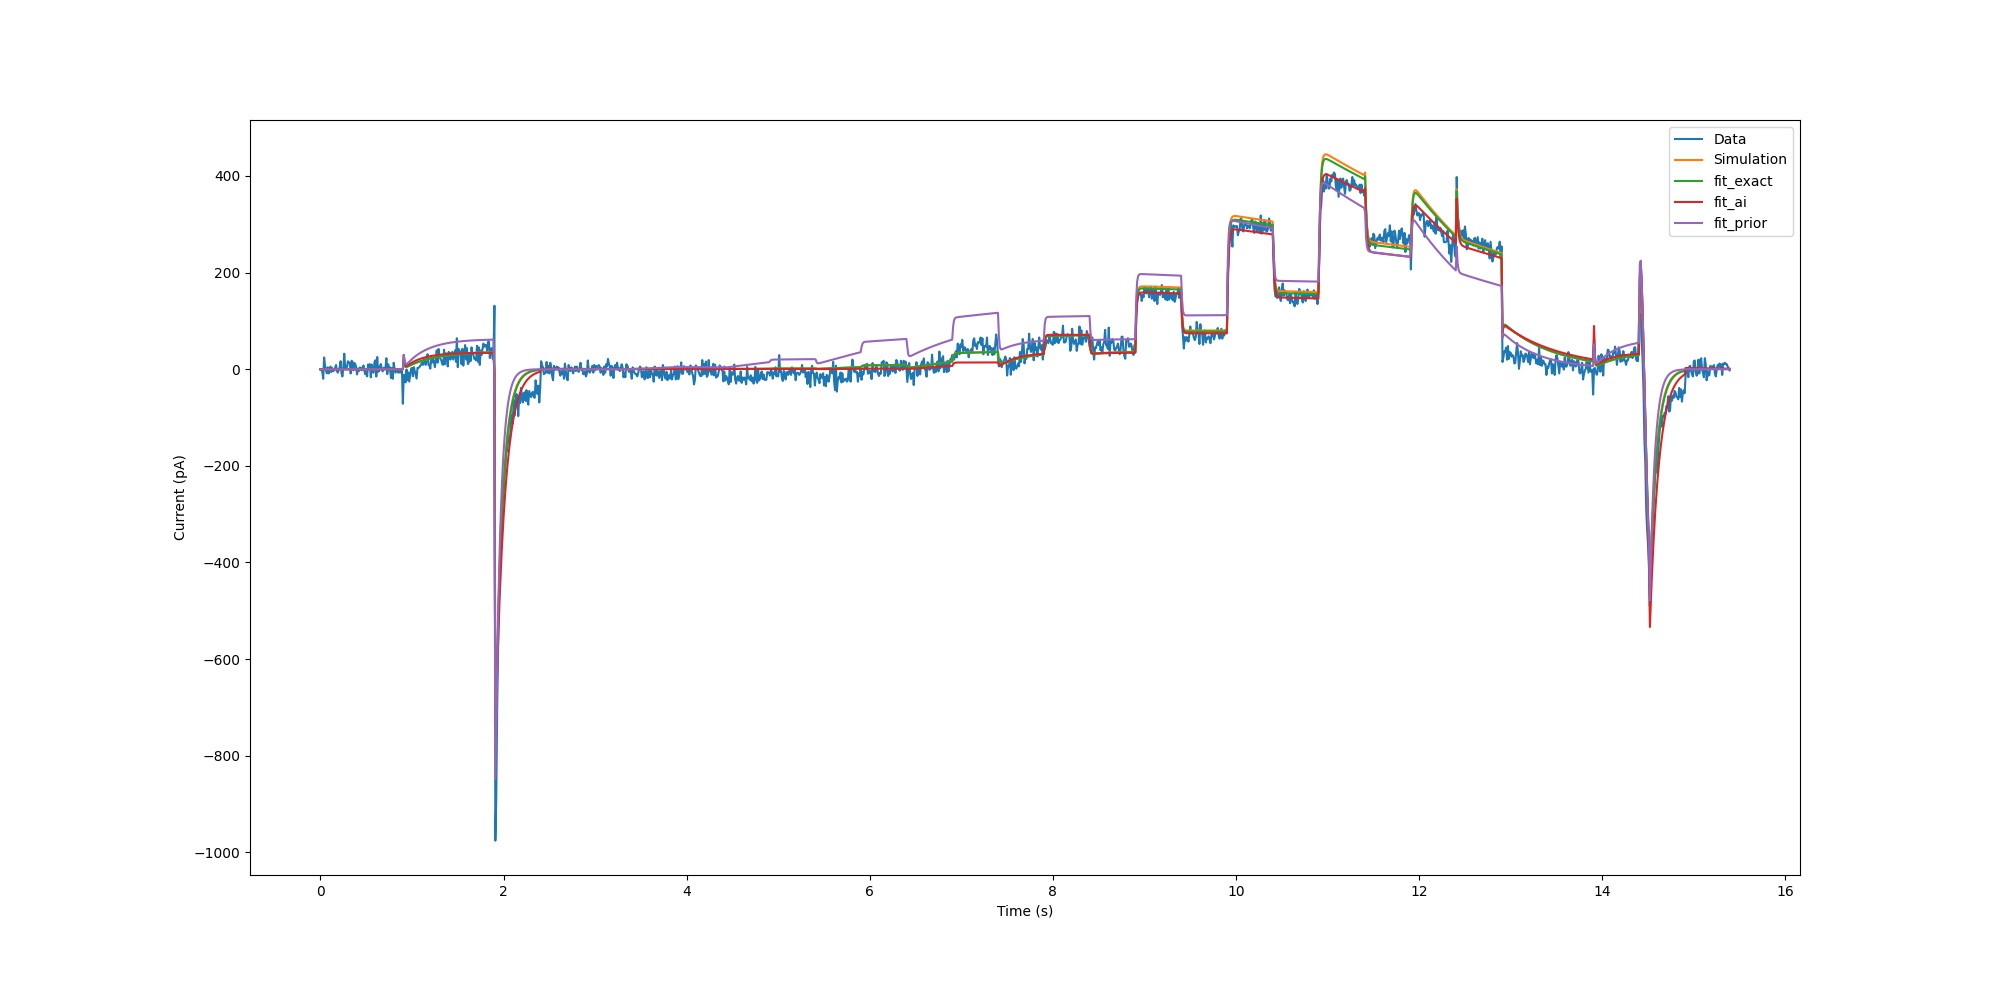 Data
Simulation
fit_exact
fit_ai
fit_prior
400
200
0
−200
−400
−600
−800
−1000
Current (pA)
0 2 4 6 8 10 12 14 16
Time (s)